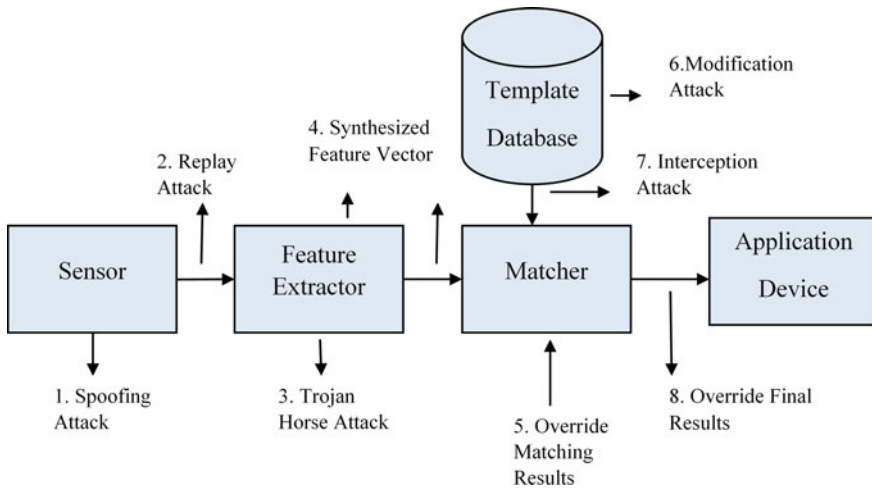 Template
Database
6.Modification
Attack
4. Synthesized
Feature Vector
2. Replay
Attack
7. Interception
Attack
Sensor
Feature
Extractor
Matcher
Application
Device
1. Spoofing
Attack
3. Trojan
Horse Attack
5. Override
Matching
Results
8. Override Final
Results